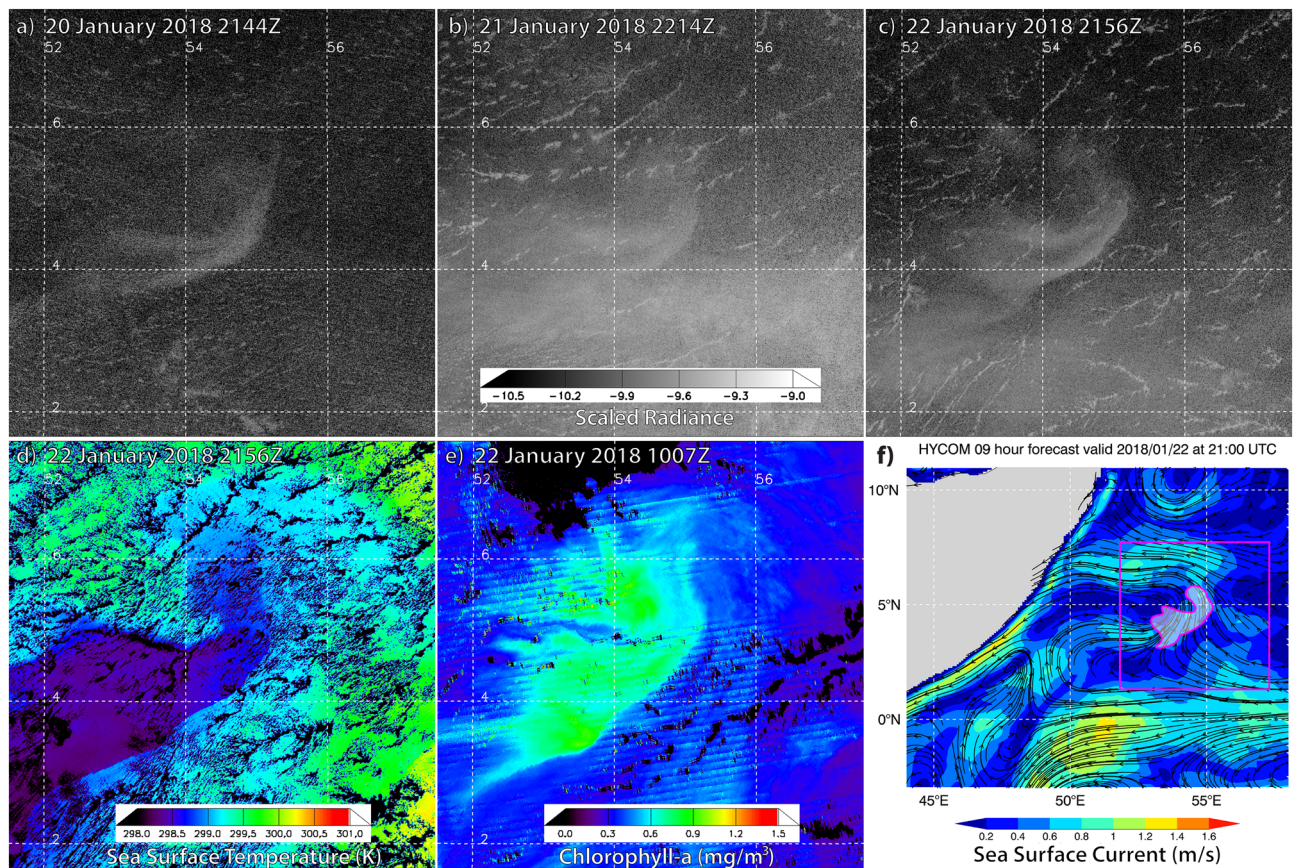 a) 20 January 2018 2144Z
52
54
56
6
4
2
b) 21 January 2018 2214Z
52
54
56
6
4
2
−10.5 −10.2 −9.9 −9.6 −9.3 −9.0
Scaled Radiance
c) 22 January 2018 2156Z
52
54
56
6
4
2
d) 22 January 2018 2156Z
52
54
56
6
4
2
298.0 298.5 299.0 299.5 300.0 300.5 301.0
Sea Surface Temperature (K)
e) 22 January 2018 1007Z
52
54
56
6
4
2
0.0 0.3 0.6 0.9 1.2 1.5
Chlorophyll-a (mg/m³)
f) HYCOM 09 hour forecast valid 2018/01/22 at 21:00 UTC
10°N
5°N
0°N
45°E 50°E 55°E
0.2 0.4 0.6 0.8 1 1.2 1.4 1.6
Sea Surface Current (m/s)